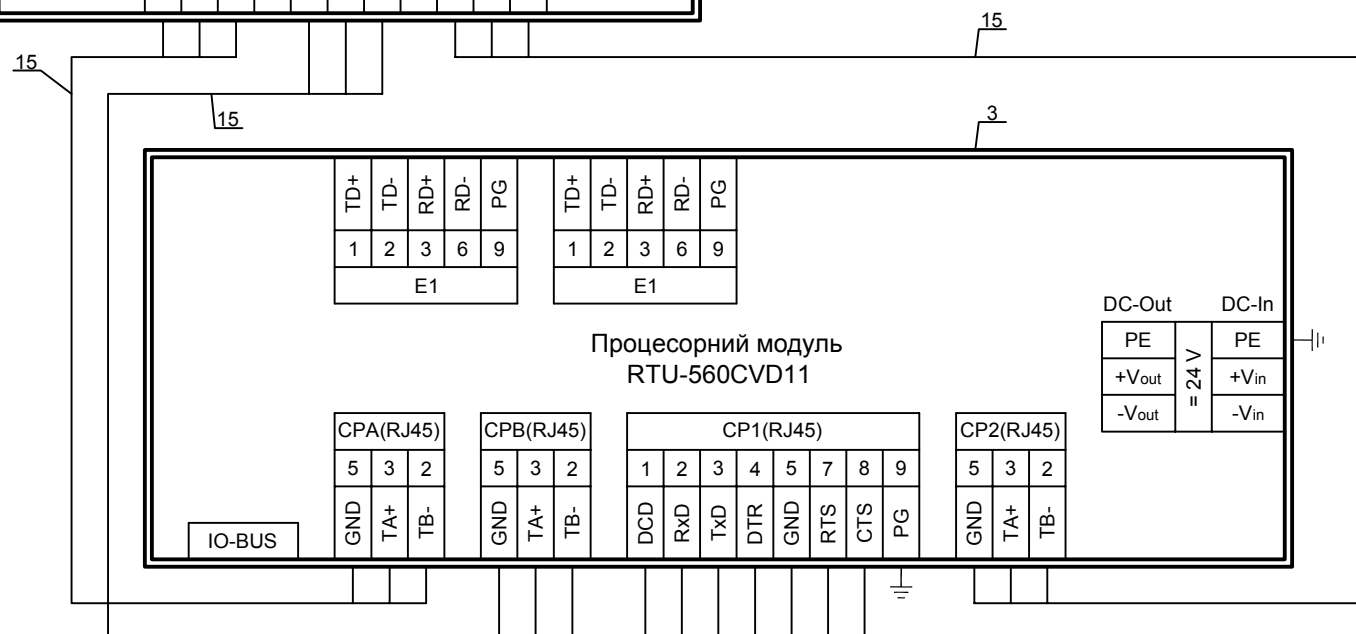 15
15
15
3
TD+ TD- RD+ RD- PG
TD+ TD- RD+ RD- PG
1 2 3 6 9
1 2 3 6 9
E1
E1
DC-Out
DC-In
PE
= 24 V
PE
+Vout
+Vin
-Vout
-Vin
Процесорний модуль
RTU-560CVD11
CPA(RJ45)
CPB(RJ45)
CP1(RJ45)
CP2(RJ45)
5 3 2
5 3 2
1 2 3 4 5 7 8 9
5 3 2
GND TA+ TB-
GND TA+ TB-
DCD RxD TxD DTR GND RTS CTS PG
GND TA+ TB-
IO-BUS